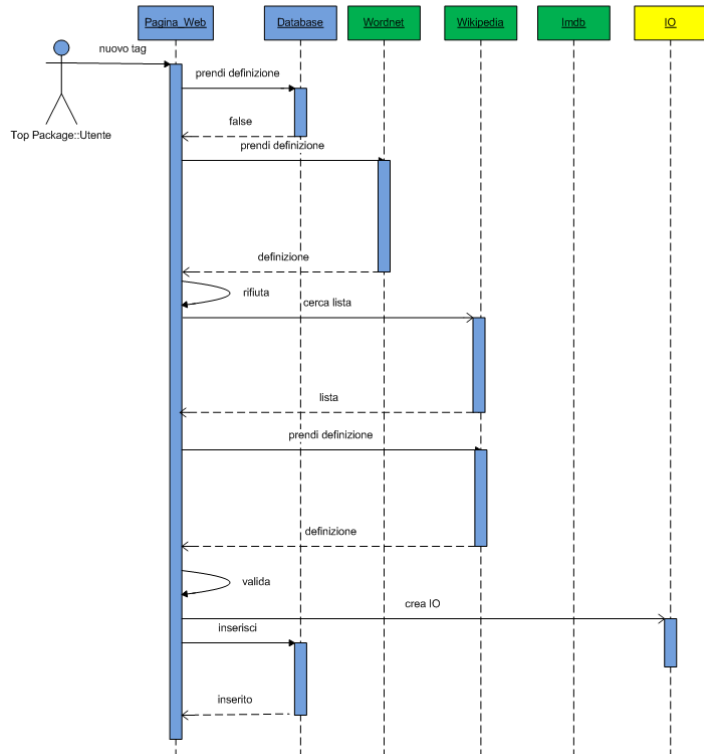 Pagina_Web
Database
Wordnet
Wikipedia
Imdb
IO
nuovo tag
Top Package::Utente
prendi definizione
false
prendi definizione
definizione
rifiuta
cerca lista
lista
prendi definizione
definizione
valida
crea IO
inserisci
inserito